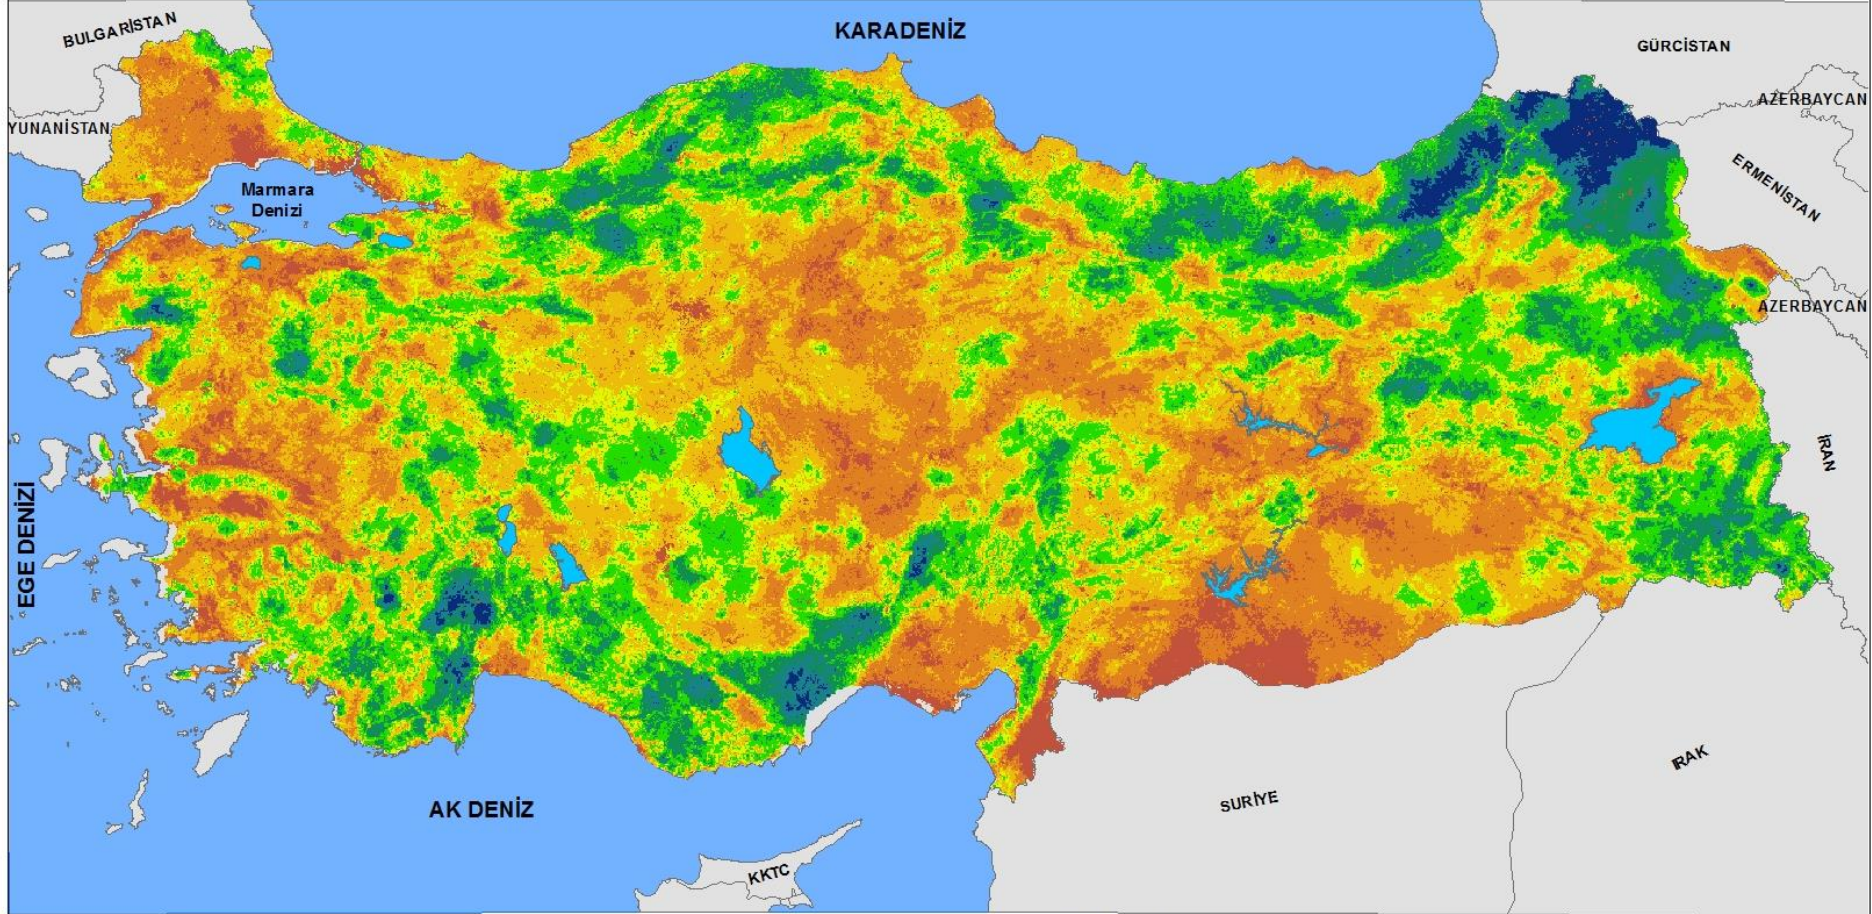 BULGARİSTAN
KARADENİZ
GÜRCİSTAN
AZERBAYCAN
YUNANİSTAN
ERMENİSTAN
Marmara
Denizi
AZERBAYCAN
İRAN
EGE DENİZİ
IRAK
SURİYE
AK DENİZ
KKTC